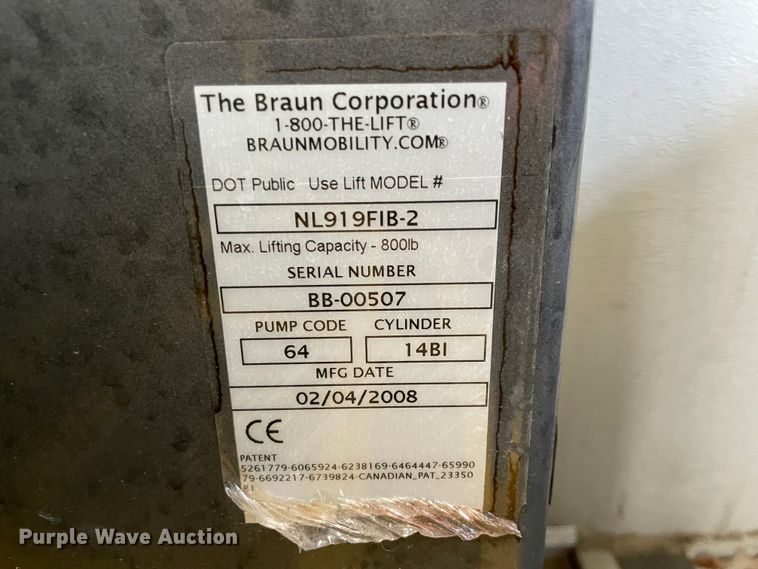 The Braun Corporation®
1-800-THE-LIFT®
BRAUNMOBILITY.COM®
DOT Public Use Lift MODEL #
NL919FIB-2
Max. Lifting Capacity - 800lb
SERIAL NUMBER
BB-00507
PUMP CODE CYLINDER
64 14BI
MFG DATE
02/04/2008
CE
PATENT
5261779-6065924-6238169-6464447-65990
79-6692217-6739824-CANADIAN_PAT_23350
81
Purple Wave Auction